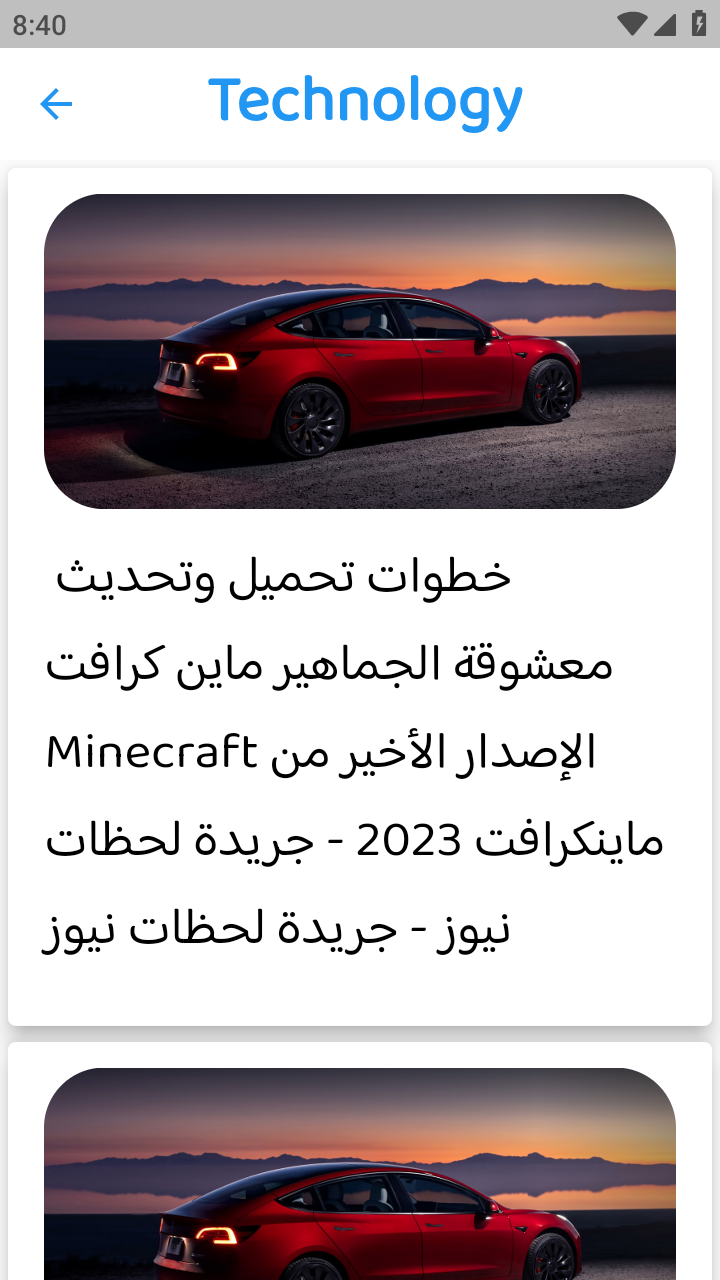 8:40
Technology
خطوات تحميل وتحديث
معشوقة الجماهير ماين كرافت
Minecraft الإصدار الأخير من
ماينكرافت 2023 - جريدة لحظات
نيوز - جريدة لحظات نيوز